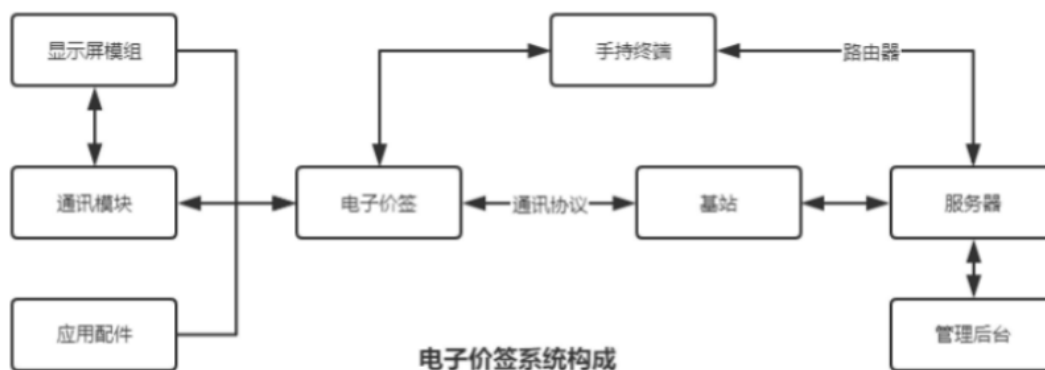 显示屏模组
手持终端
路由器
通讯模块
电子价签
通讯协议
基站
服务器
应用配件
管理后台
电子价签系统构成